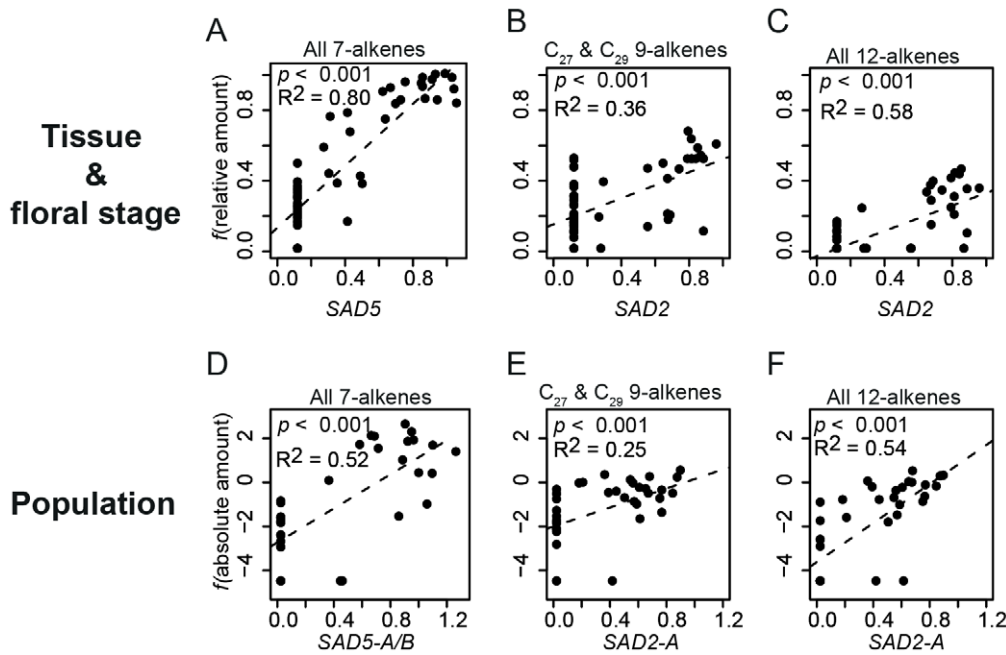 A
All 7-alkenes
p < 0.001
R2 = 0.80
B
C27 & C29 9-alkenes
p < 0.001
R2 = 0.36
C
All 12-alkenes
p < 0.001
R2 = 0.58
Tissue
&
floral stage
f(relative amount)
0.0 0.4 0.8
0.0 0.4 0.8
SAD5
0.0 0.4 0.8
0.0 0.4 0.8
SAD2
0.0 0.4 0.8
0.0 0.4 0.8
SAD2
D
All 7-alkenes
p < 0.001
R2 = 0.52
E
C27 & C29 9-alkenes
p < 0.001
R2 = 0.25
F
All 12-alkenes
p < 0.001
R2 = 0.54
Population
f(absolute amount)
−4 −2 0 2
0.0 0.4 0.8 1.2
SAD5-A/B
−4 −2 0 2
0.0 0.4 0.8 1.2
SAD2-A
−4 −2 0 2
0.0 0.4 0.8 1.2
SAD2-A